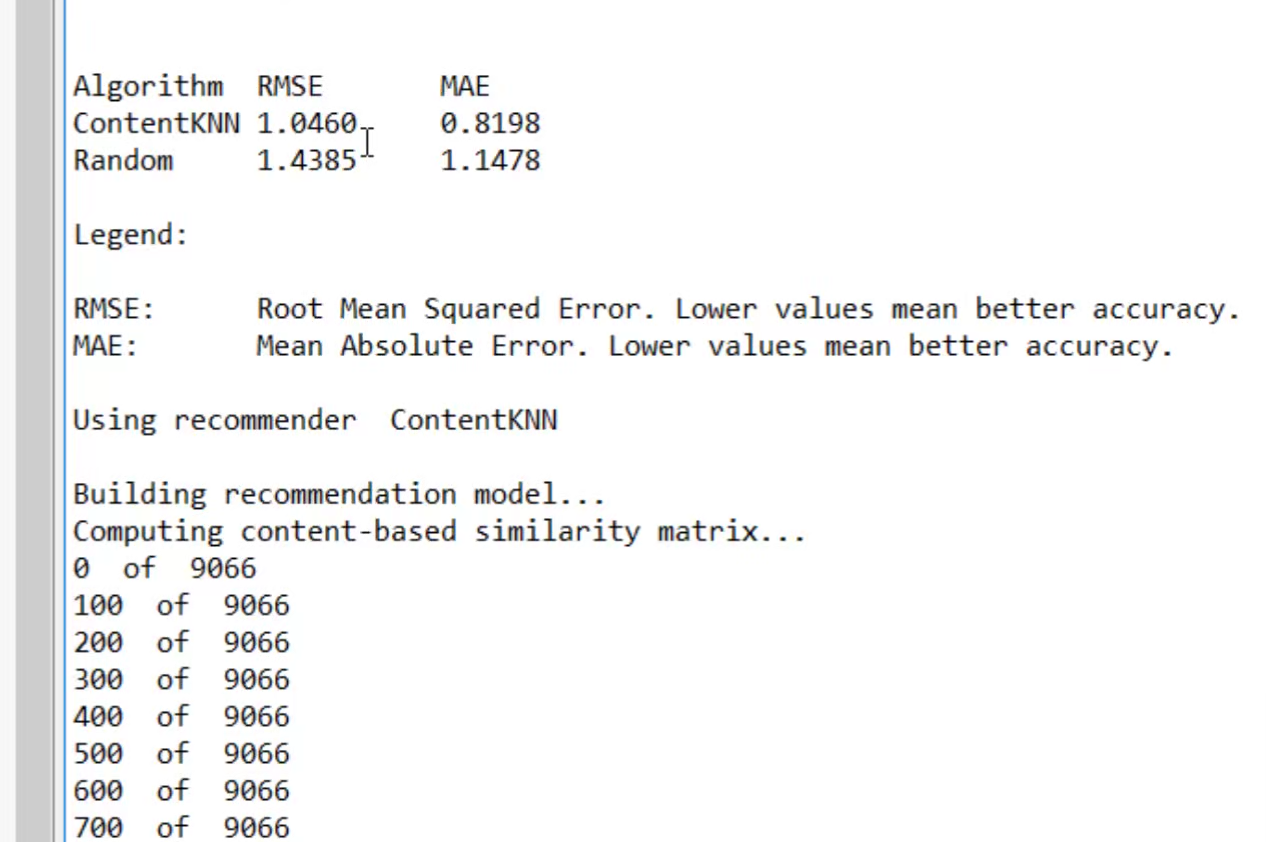 Algorithm  RMSE       MAE
ContentKNN 1.0460     0.8198
Random     1.4385     1.1478
Legend:
RMSE:      Root Mean Squared Error. Lower values mean better accuracy.
MAE:       Mean Absolute Error. Lower values mean better accuracy.
Using recommender  ContentKNN
Building recommendation model...
Computing content-based similarity matrix...
0  of  9066
100  of  9066
200  of  9066
300  of  9066
400  of  9066
500  of  9066
600  of  9066
700  of  9066